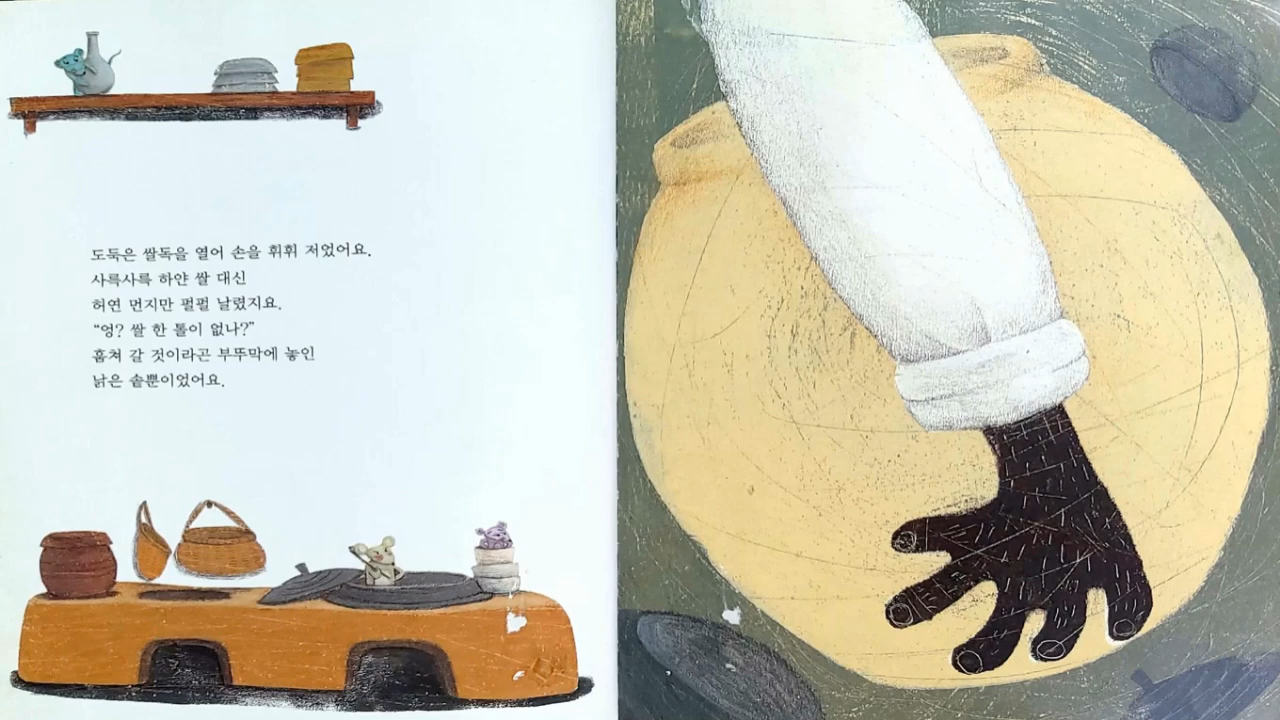 도둑은 쌀독을 열어 손을 휘휘 저었어요.
사륵사륵 하얀 쌀 대신
허연 먼지만 펄펄 날렸지요.
“엉? 쌀 한 톨이 없나?”
훔쳐 갈 것이라곤 부뚜막에 놓인
낡은 솥뿐이었어요.